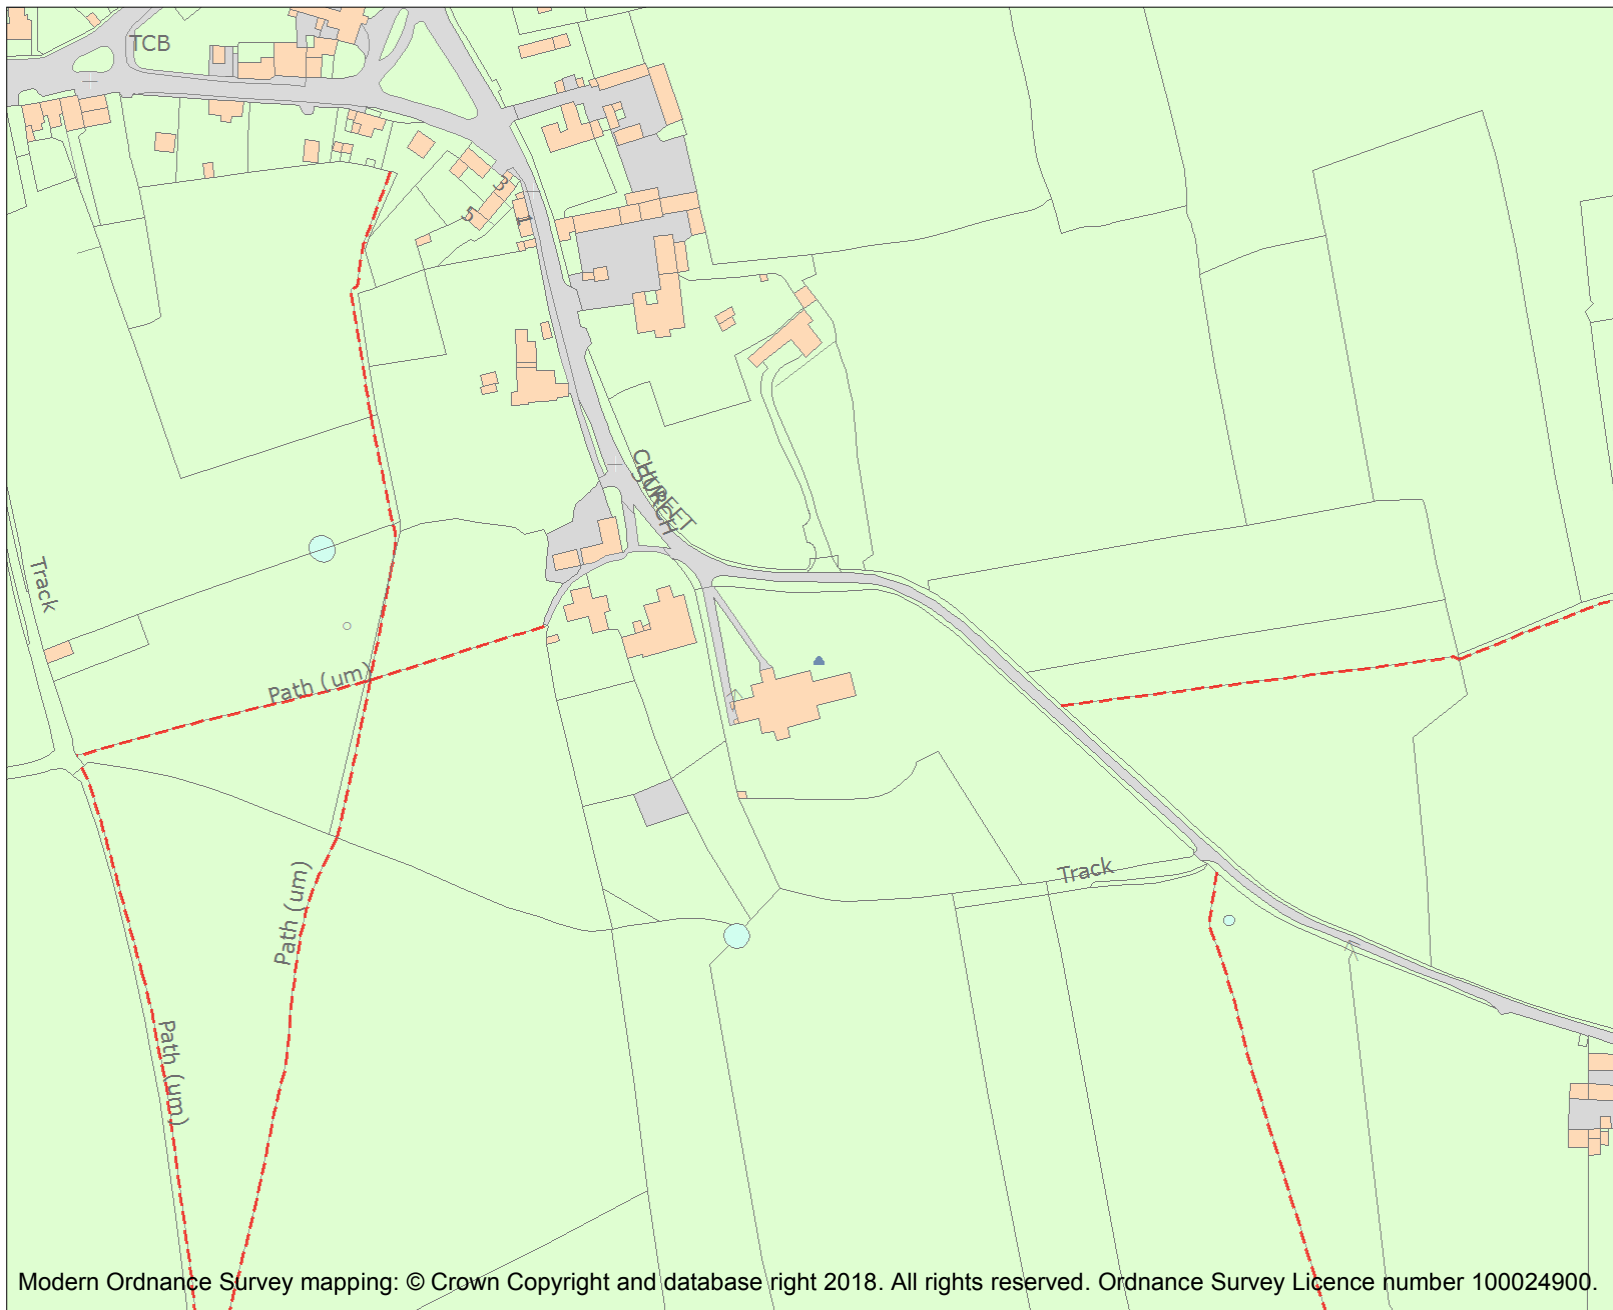 TCB
3
5
1
CHURCH
STREET
Track
Path (um)
Track
Path (um)
Path (um)
Modern Ordnance Survey mapping: © Crown Copyright and database right 2018. All rights reserved. Ordnance Survey Licence number 100024900.